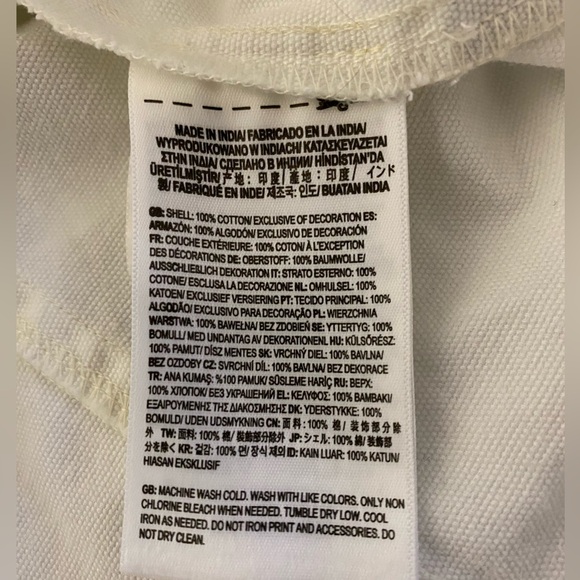 MADE IN INDIA/ FABRICADO EN LA INDIA/
WYPRODUKOWANO W INDIACH/ ΚΑΤΑΣΚΕΥΑΖΕΤΑΙ
ΣΤΗΝ ΙΝΔΙΑ/ СДЕЛАНО В ИНДИИ/ HİNDİSTAN'DA
ÜRETİLMİŞTİR/ 产地: 印度/ 產地: 印度/ インド
製/ FABRIQUÉ EN INDE/ 제조국: 인도/ BUATAN INDIA
GB: SHELL: 100% COTTON/ EXCLUSIVE OF DECORATION ES:
ARMAZÓN: 100% ALGODÓN/ EXCLUSIVO DE DECORACIÓN
FR: COUCHE EXTÉRIEURE: 100% COTON/ À L'EXCEPTION
DES DÉCORATIONS DE: OBERSTOFF: 100% BAUMWOLLE/
AUSSCHLIEßLICH DEKORATION IT: STRATO ESTERNO: 100%
COTONE/ ESCLUSA LA DECORAZIONE NL: OMHULSEL: 100%
KATOEN/ EXCLUSIEF VERSIERING PT: TECIDO PRINCIPAL: 100%
ALGODÃO/ EXCLUSIVO PARA DECORAÇÃO PL: WIERZCHNIA
WARSTWA: 100% BAWEŁNA/ BEZ ZDOBIEŃ SE: YTTERTYG: 100%
BOMULL/ MED UNDANTAG AV DEKORATIONENL HU: KÜLSŐRÉSZ:
100% PAMUT/ DÍSZ MENTES SK: VRCHNÝ DIEL: 100% BAVLNA/
BEZ OZDOBY CZ: SVRCHNÍ DÍL: 100% BAVLNA/ BEZ DEKORACE
TR: ANA KUMAŞ: %100 PAMUK/ SÜSLEME HARİÇ RU: ВЕРХ:
100% ХЛОПОК/ БЕЗ УКРАШЕНИЙ EL: ΚΕΛΥΦΟΣ: 100% ΒΑΜΒΑΚΙ/
ΕΞΑΙΡΟΥΜΕΝΗΣ ΤΗΣ ΔΙΑΚΟΣΜΗΣΗΣ DK: YDERSTYKKE: 100%
BOMULD/ UDEN UDSMYKNING CN: 面料: 100% 棉/ 装饰部分除
外 TW: 面料: 100% 棉/ 裝飾部分除外 JP: シェル: 100% 綿/ 装飾部
分を除く KR: 겉감: 100% 면/ 장식 제외 ID: KAIN LUAR: 100% KATUN/
HIASAN EKSKLUSIF
GB: MACHINE WASH COLD. WASH WITH LIKE COLORS. ONLY NON
CHLORINE BLEACH WHEN NEEDED. TUMBLE DRY LOW. COOL
IRON AS NEEDED. DO NOT IRON PRINT AND ACCESSORIES. DO
NOT DRY CLEAN.